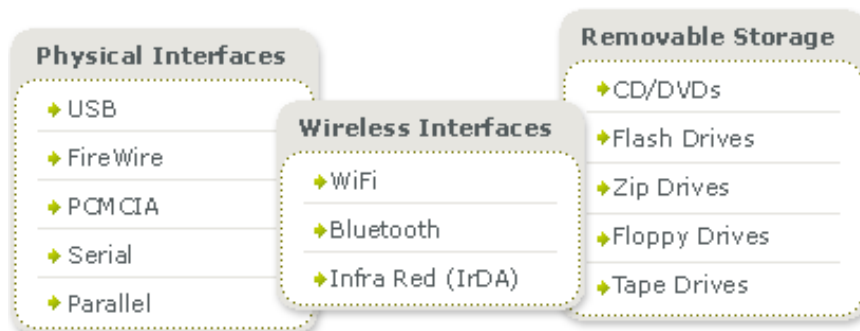 Physical Interfaces
USB
FireWire
PCMCIA
Serial
Parallel
Wireless Interfaces
WiFi
Bluetooth
Infra Red (IrDA)
Removable Storage
CD/DVDs
Flash Drives
Zip Drives
Floppy Drives
Tape Drives